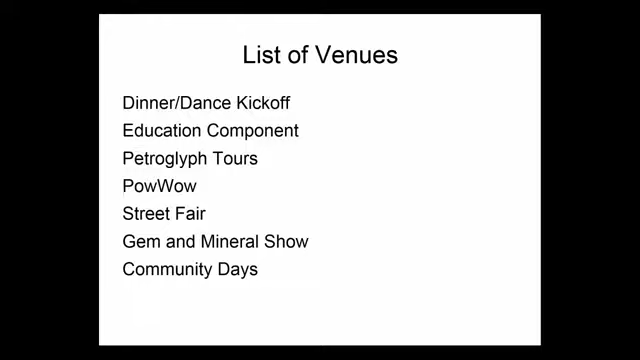 List of Venues
Dinner/Dance Kickoff
Education Component
Petroglyph Tours
PowWow
Street Fair
Gem and Mineral Show
Community Days